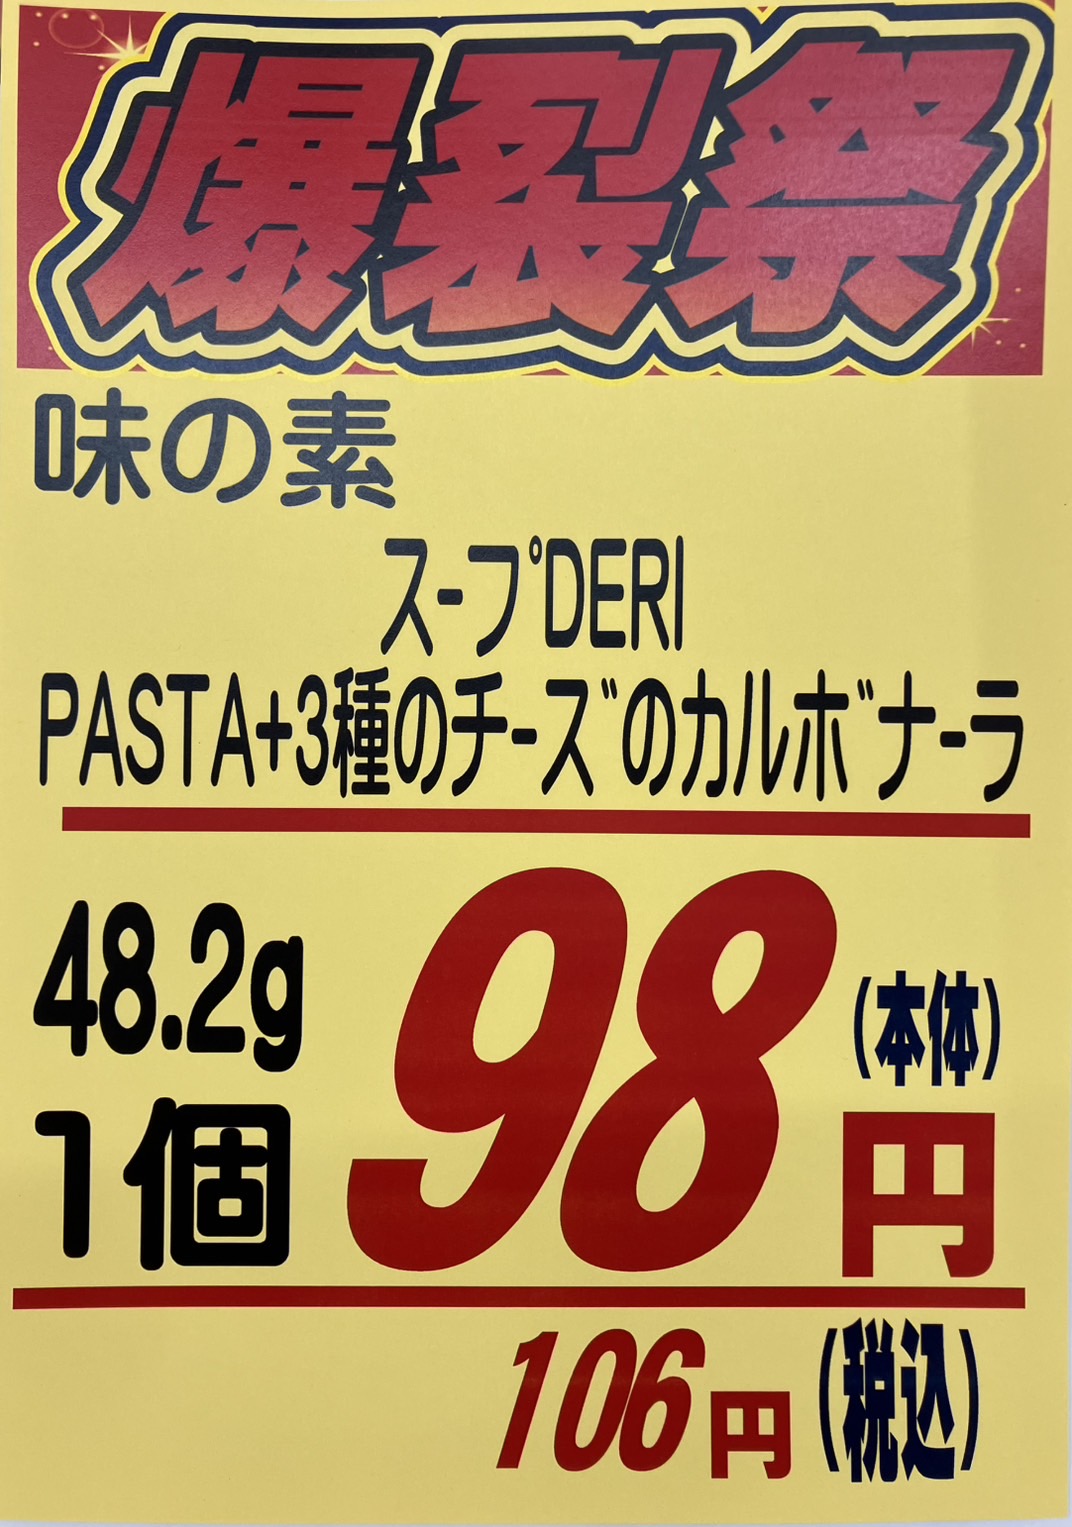 爆裂祭
味の素
スープDERI
PASTA+3種のチーズのカルボナーラ
48.2g
1個
98円
(本体)
106円(税込)